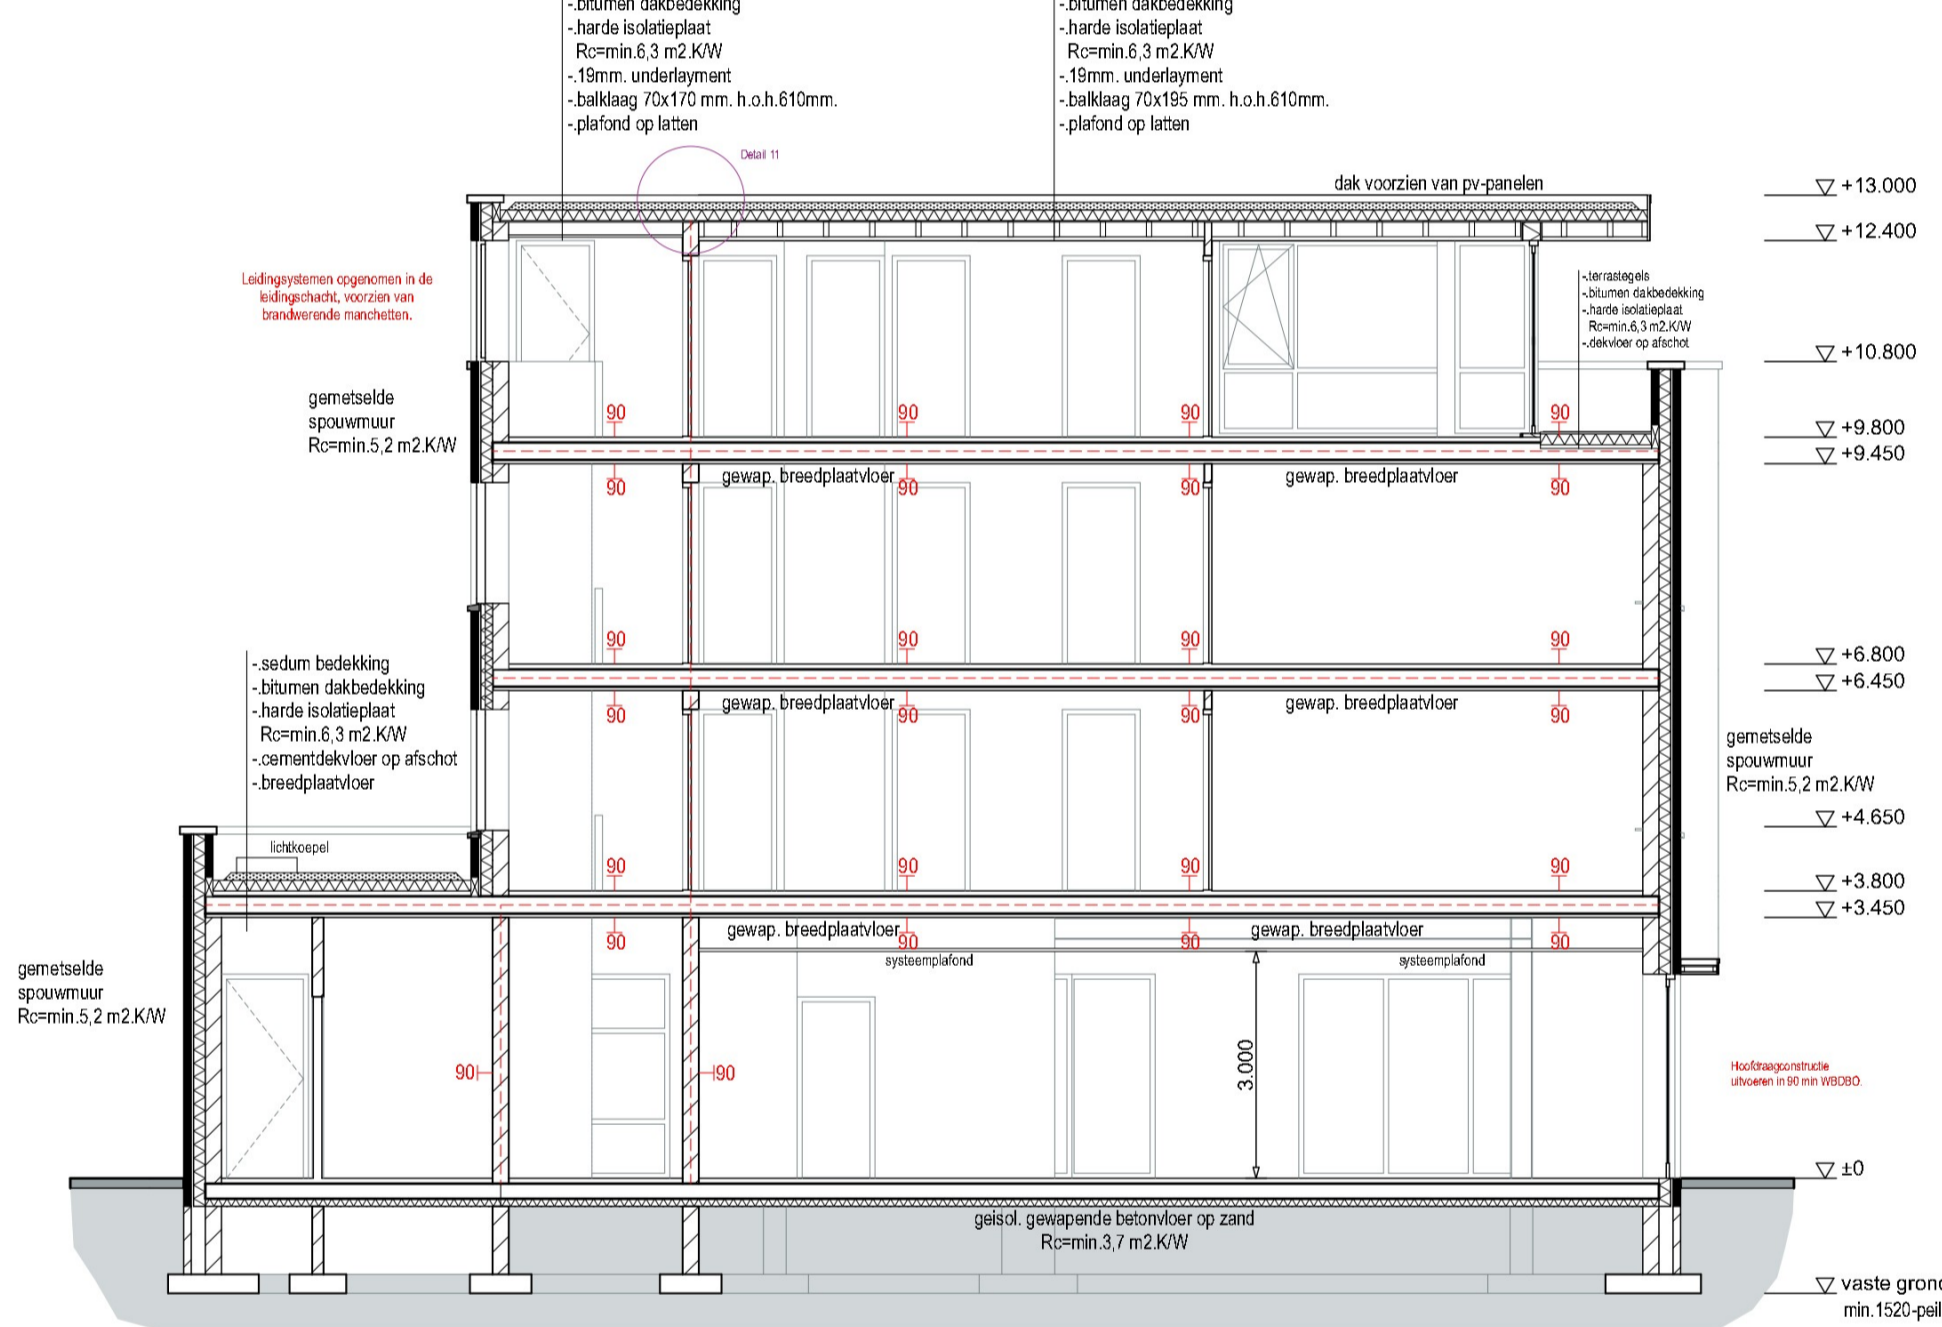 -.bitumen dakbedekking
-.harde isolatieplaat
Rc=min.6,3 m2.K/W
-.19mm. underlayment
-.balklaag 70x170 mm. h.o.h.610mm.
-.plafond op latten
-.bitumen dakbedekking
-.harde isolatieplaat
Rc=min.6,3 m2.K/W
-.19mm. underlayment
-.balklaag 70x195 mm. h.o.h.610mm.
-.plafond op latten
Detail 11
dak voorzien van pv-panelen
+13.000
+12.400
Leidingsystemen opgenomen in de
leidingschacht, voorzien van
brandwerende manchetten.
-.terrastegels
-.bitumen dakbedekking
-.harde isolatieplaat
Rc=min.6,3 m2.K/W
-.dekvloer op afschot
+10.800
gemetselde
spouwmuur
Rc=min.5,2 m2.K/W
90
90
90
90
+9.800
+9.450
gewap. breedplaatvloer
gewap. breedplaatvloer
90
90
90
90
90
90
90
90
+6.800
+6.450
gewap. breedplaatvloer
gewap. breedplaatvloer
90
90
90
90
-.sedum bedekking
-.bitumen dakbedekking
-.harde isolatieplaat
Rc=min.6,3 m2.K/W
-.cementdekvloer op afschot
-.breedplaatvloer
gemetselde
spouwmuur
Rc=min.5,2 m2.K/W
+4.650
lichtkoepel
90
90
90
90
+3.800
+3.450
gewap. breedplaatvloer
gewap. breedplaatvloer
90
90
90
90
systeemplafond
systeemplafond
gemetselde
spouwmuur
Rc=min.5,2 m2.K/W
90
90
3.000
Hoofdraagconstructie
uitvoeren in 90 min WBDBO.
±0
geisol. gewapende betonvloer op zand
Rc=min.3,7 m2.K/W
vaste grond
min.1520-peil